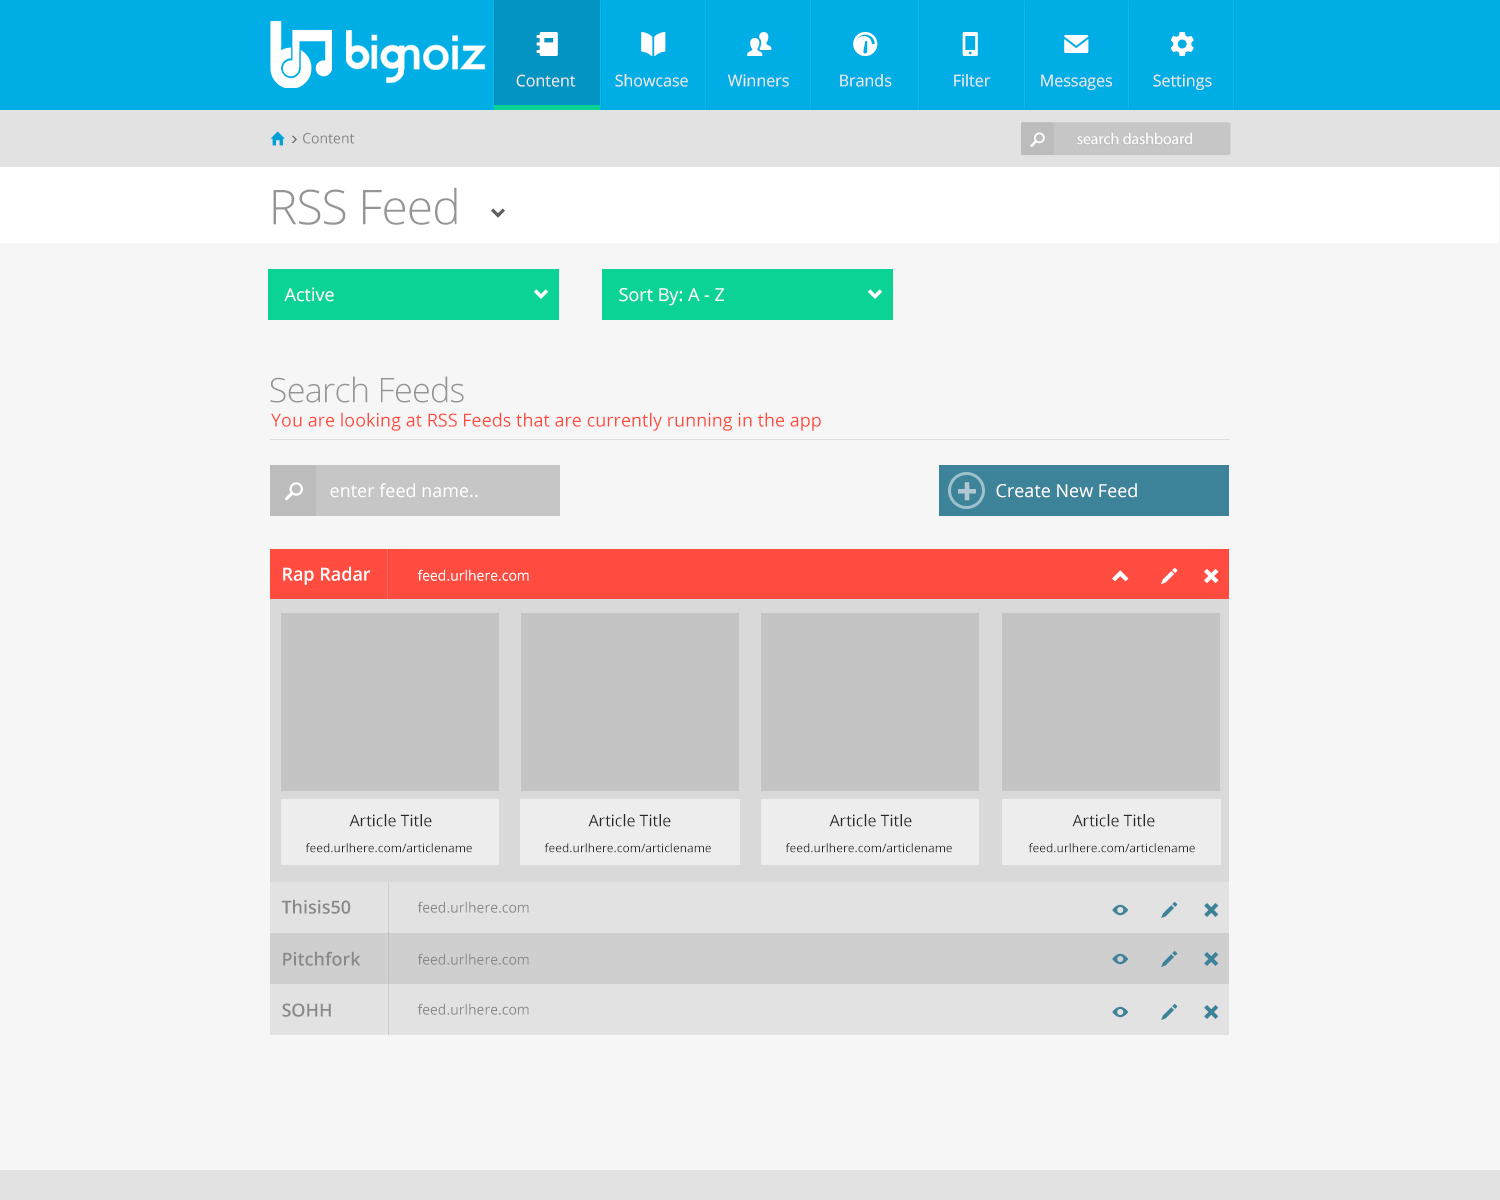 bignoiz
Content
Showcase
Winners
Brands
Filter
Messages
Settings
Content
search dashboard
RSS Feed
Active
Sort By: A - Z
Search Feeds
You are looking at RSS Feeds that are currently running in the app
enter feed name..
Create New Feed
Rap Radar
feed.urlhere.com
Article Title
feed.urlhere.com/articlename
Article Title
feed.urlhere.com/articlename
Article Title
feed.urlhere.com/articlename
Article Title
feed.urlhere.com/articlename
Thisis50
feed.urlhere.com
Pitchfork
feed.urlhere.com
SOHH
feed.urlhere.com